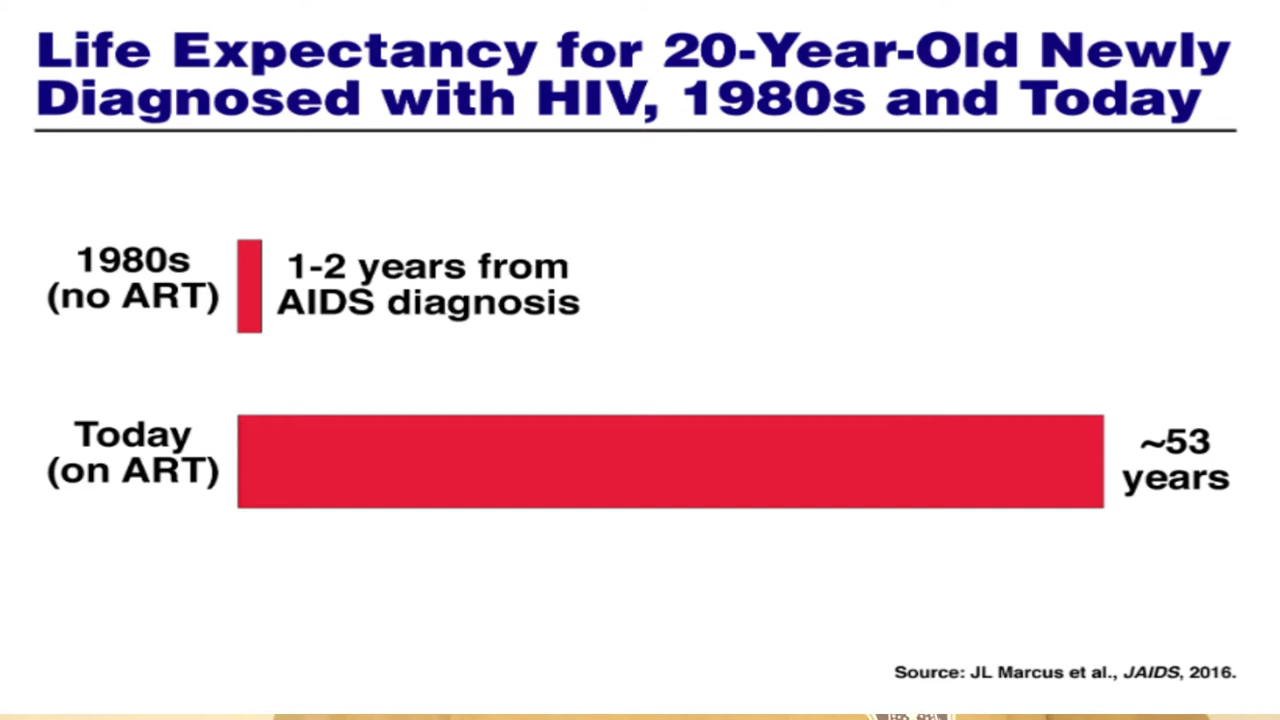 Life Expectancy for 20-Year-Old Newly
Diagnosed with HIV, 1980s and Today
1980s
(no ART)
1-2 years from
AIDS diagnosis
Today
(on ART)
~53
years
Source: JL Marcus et al., JAIDS, 2016.